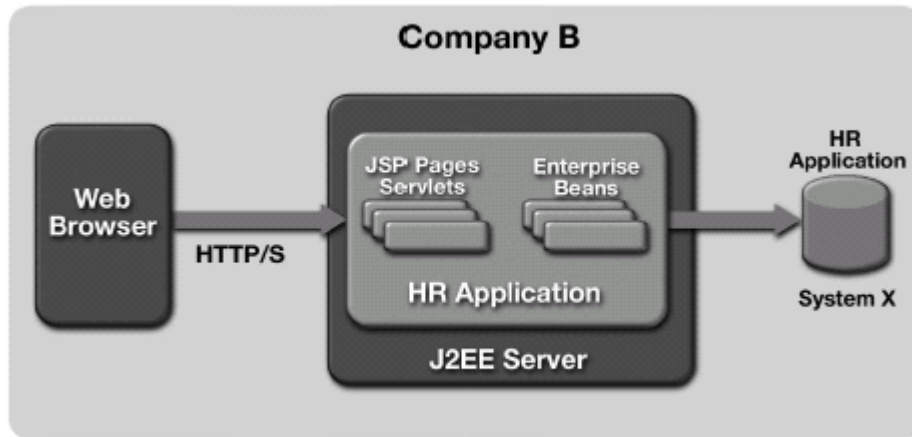 Company B
Web
Browser
HTTP/S
JSP Pages
Servlets
Enterprise
Beans
HR Application
J2EE Server
HR
Application
System X